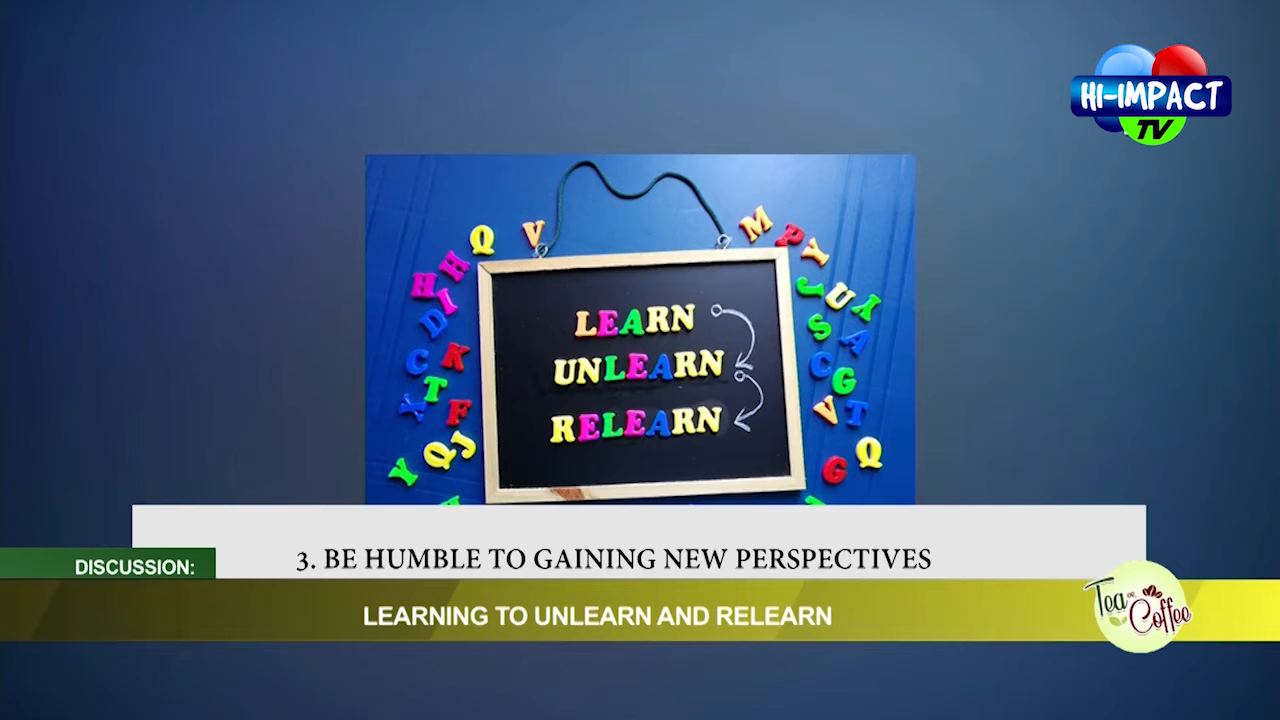 HI-IMPACT
TV
Q V M P Y
H H I D C K T X F Q J Y
J U X S A C G V T Q G
LEARN
UNLEARN
RELEARN
3. BE HUMBLE TO GAINING NEW PERSPECTIVES
DISCUSSION:
LEARNING TO UNLEARN AND RELEARN
Tea OR Coffee